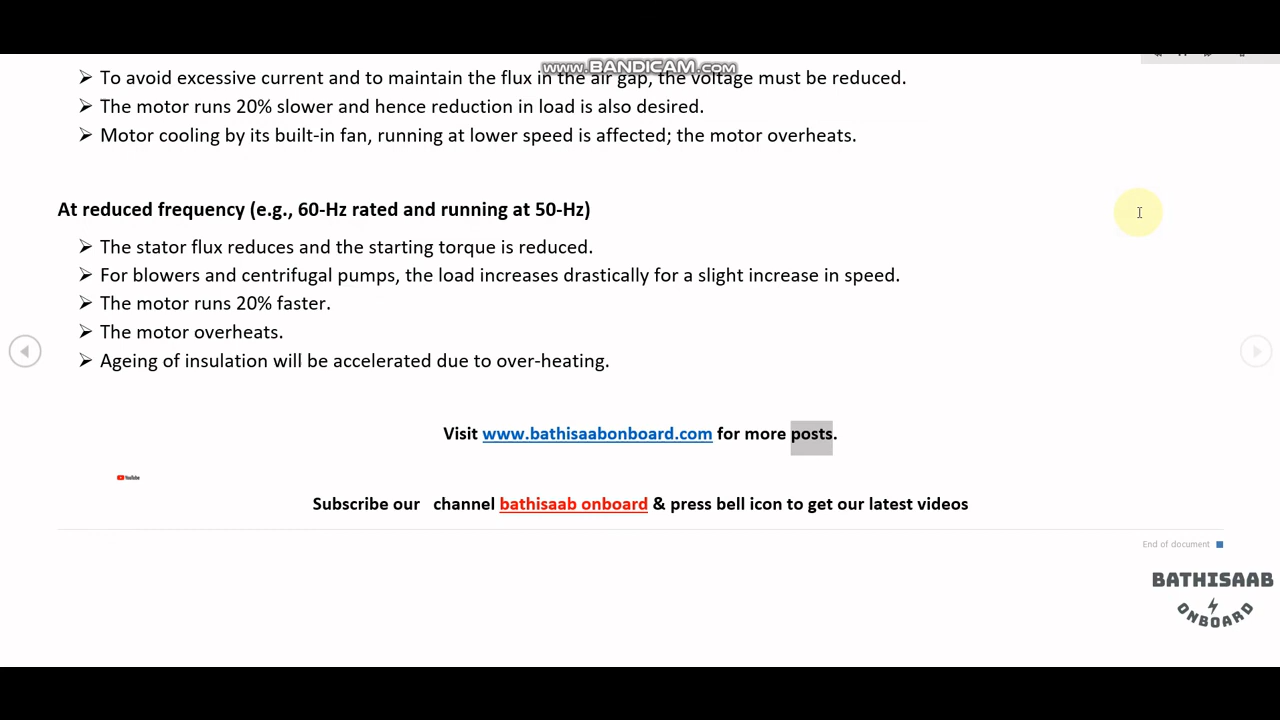 www.BANDICAM.com
To avoid excessive current and to maintain the flux in the air gap, the voltage must be reduced.
The motor runs 20% slower and hence reduction in load is also desired.
Motor cooling by its built-in fan, running at lower speed is affected; the motor overheats.
At reduced frequency (e.g., 60-Hz rated and running at 50-Hz)
The stator flux reduces and the starting torque is reduced.
For blowers and centrifugal pumps, the load increases drastically for a slight increase in speed.
The motor runs 20% faster.
The motor overheats.
Ageing of insulation will be accelerated due to over-heating.
Visit www.bathisaabonboard.com for more posts.
YouTube
Subscribe our channel bathisaab onboard & press bell icon to get our latest videos
End of document
BATHISAAB
ONBOARD